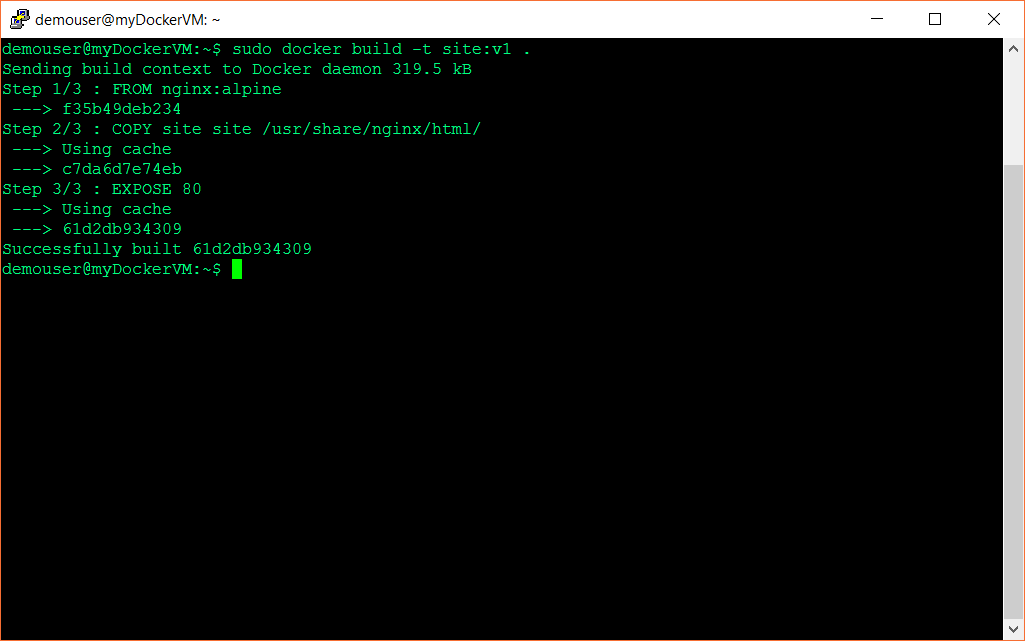 demouser@myDockerVM: ~
demouser@myDockerVM:~$ sudo docker build -t site:v1 .
Sending build context to Docker daemon 319.5 kB
Step 1/3 : FROM nginx:alpine
 ---> f35b49deb234
Step 2/3 : COPY site site /usr/share/nginx/html/
 ---> Using cache
 ---> c7da6d7e74eb
Step 3/3 : EXPOSE 80
 ---> Using cache
 ---> 61d2db934309
Successfully built 61d2db934309
demouser@myDockerVM:~$